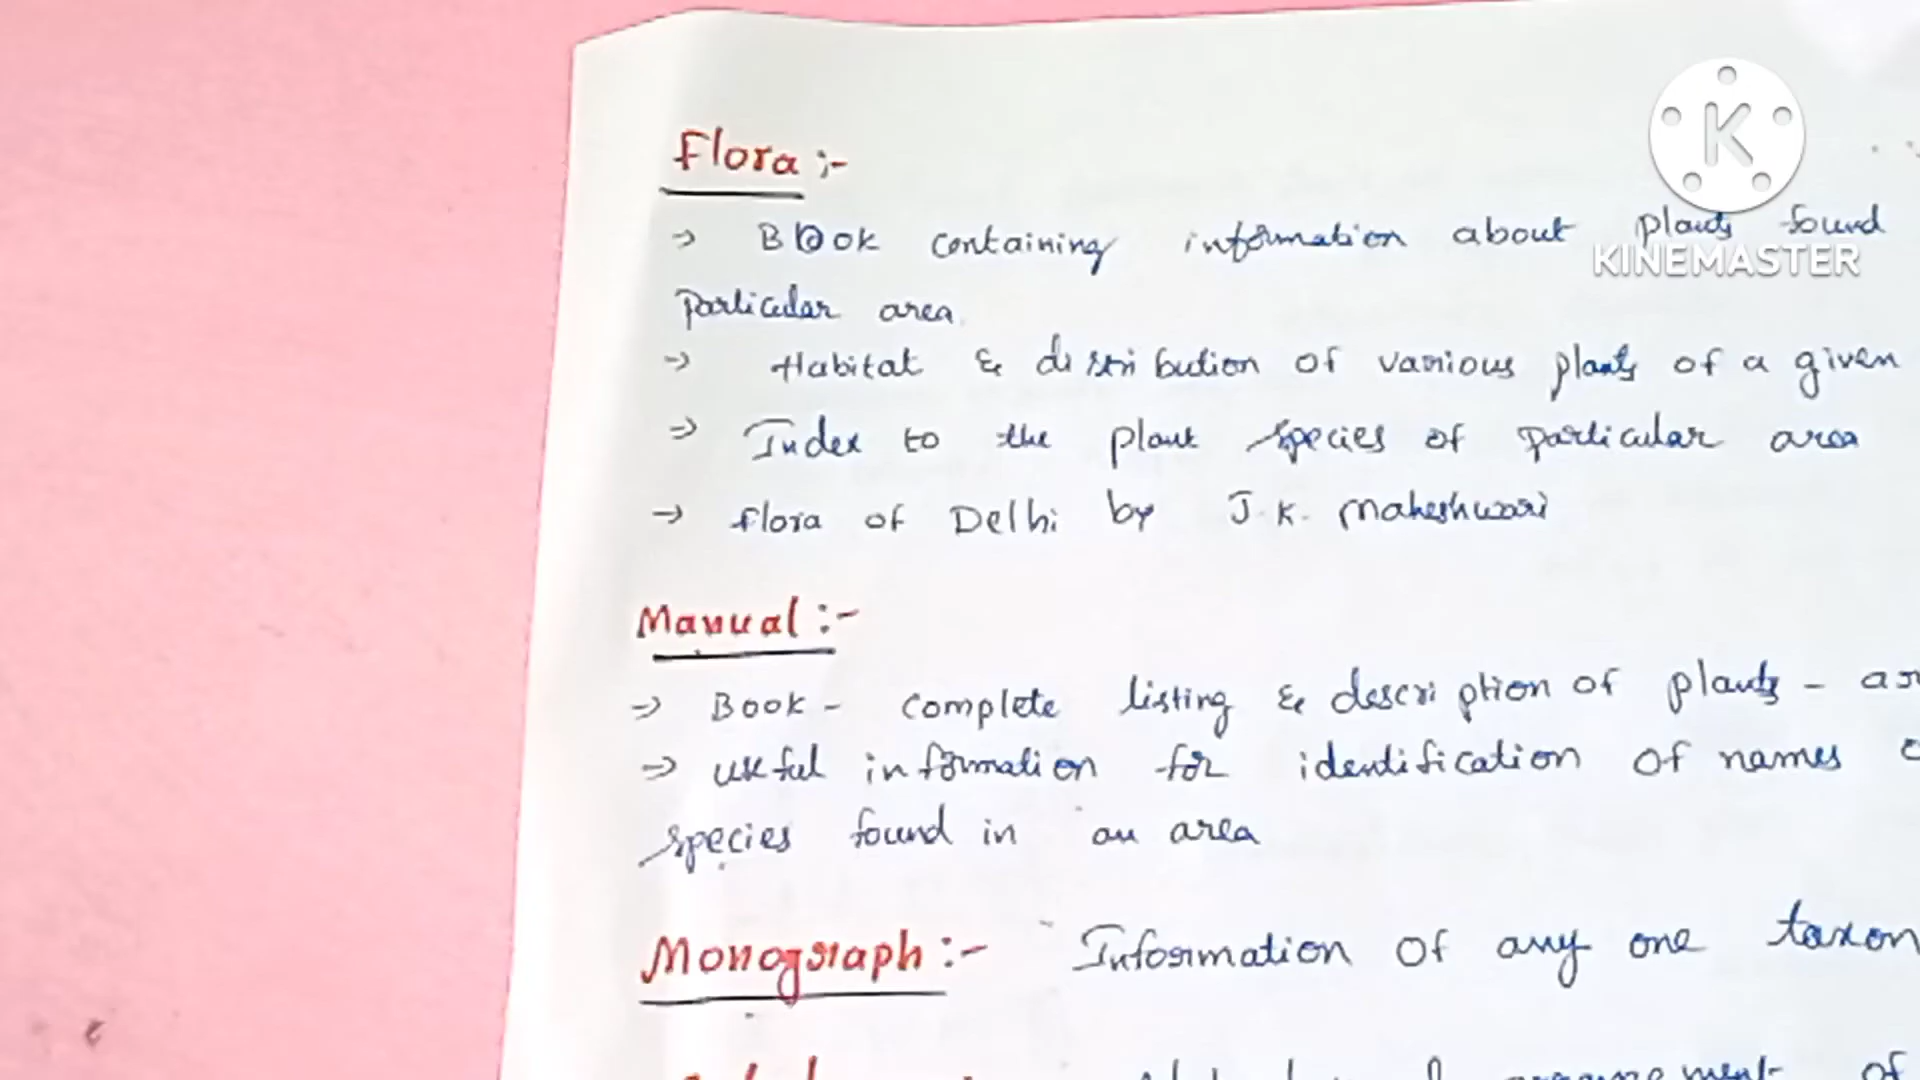 Flora :-
→ Book containing information about plants found
particular area
→ Habitat & distribution of various plants of a given
→ Index to the plant species of particular area
→ flora of Delhi by J.K. Maheshwari
Manual :-
→ Book - complete listing & description of plants -
→ useful information for identification of names
species found in an area
Monograph :- Information of any one taxon
of
K
KINEMASTER